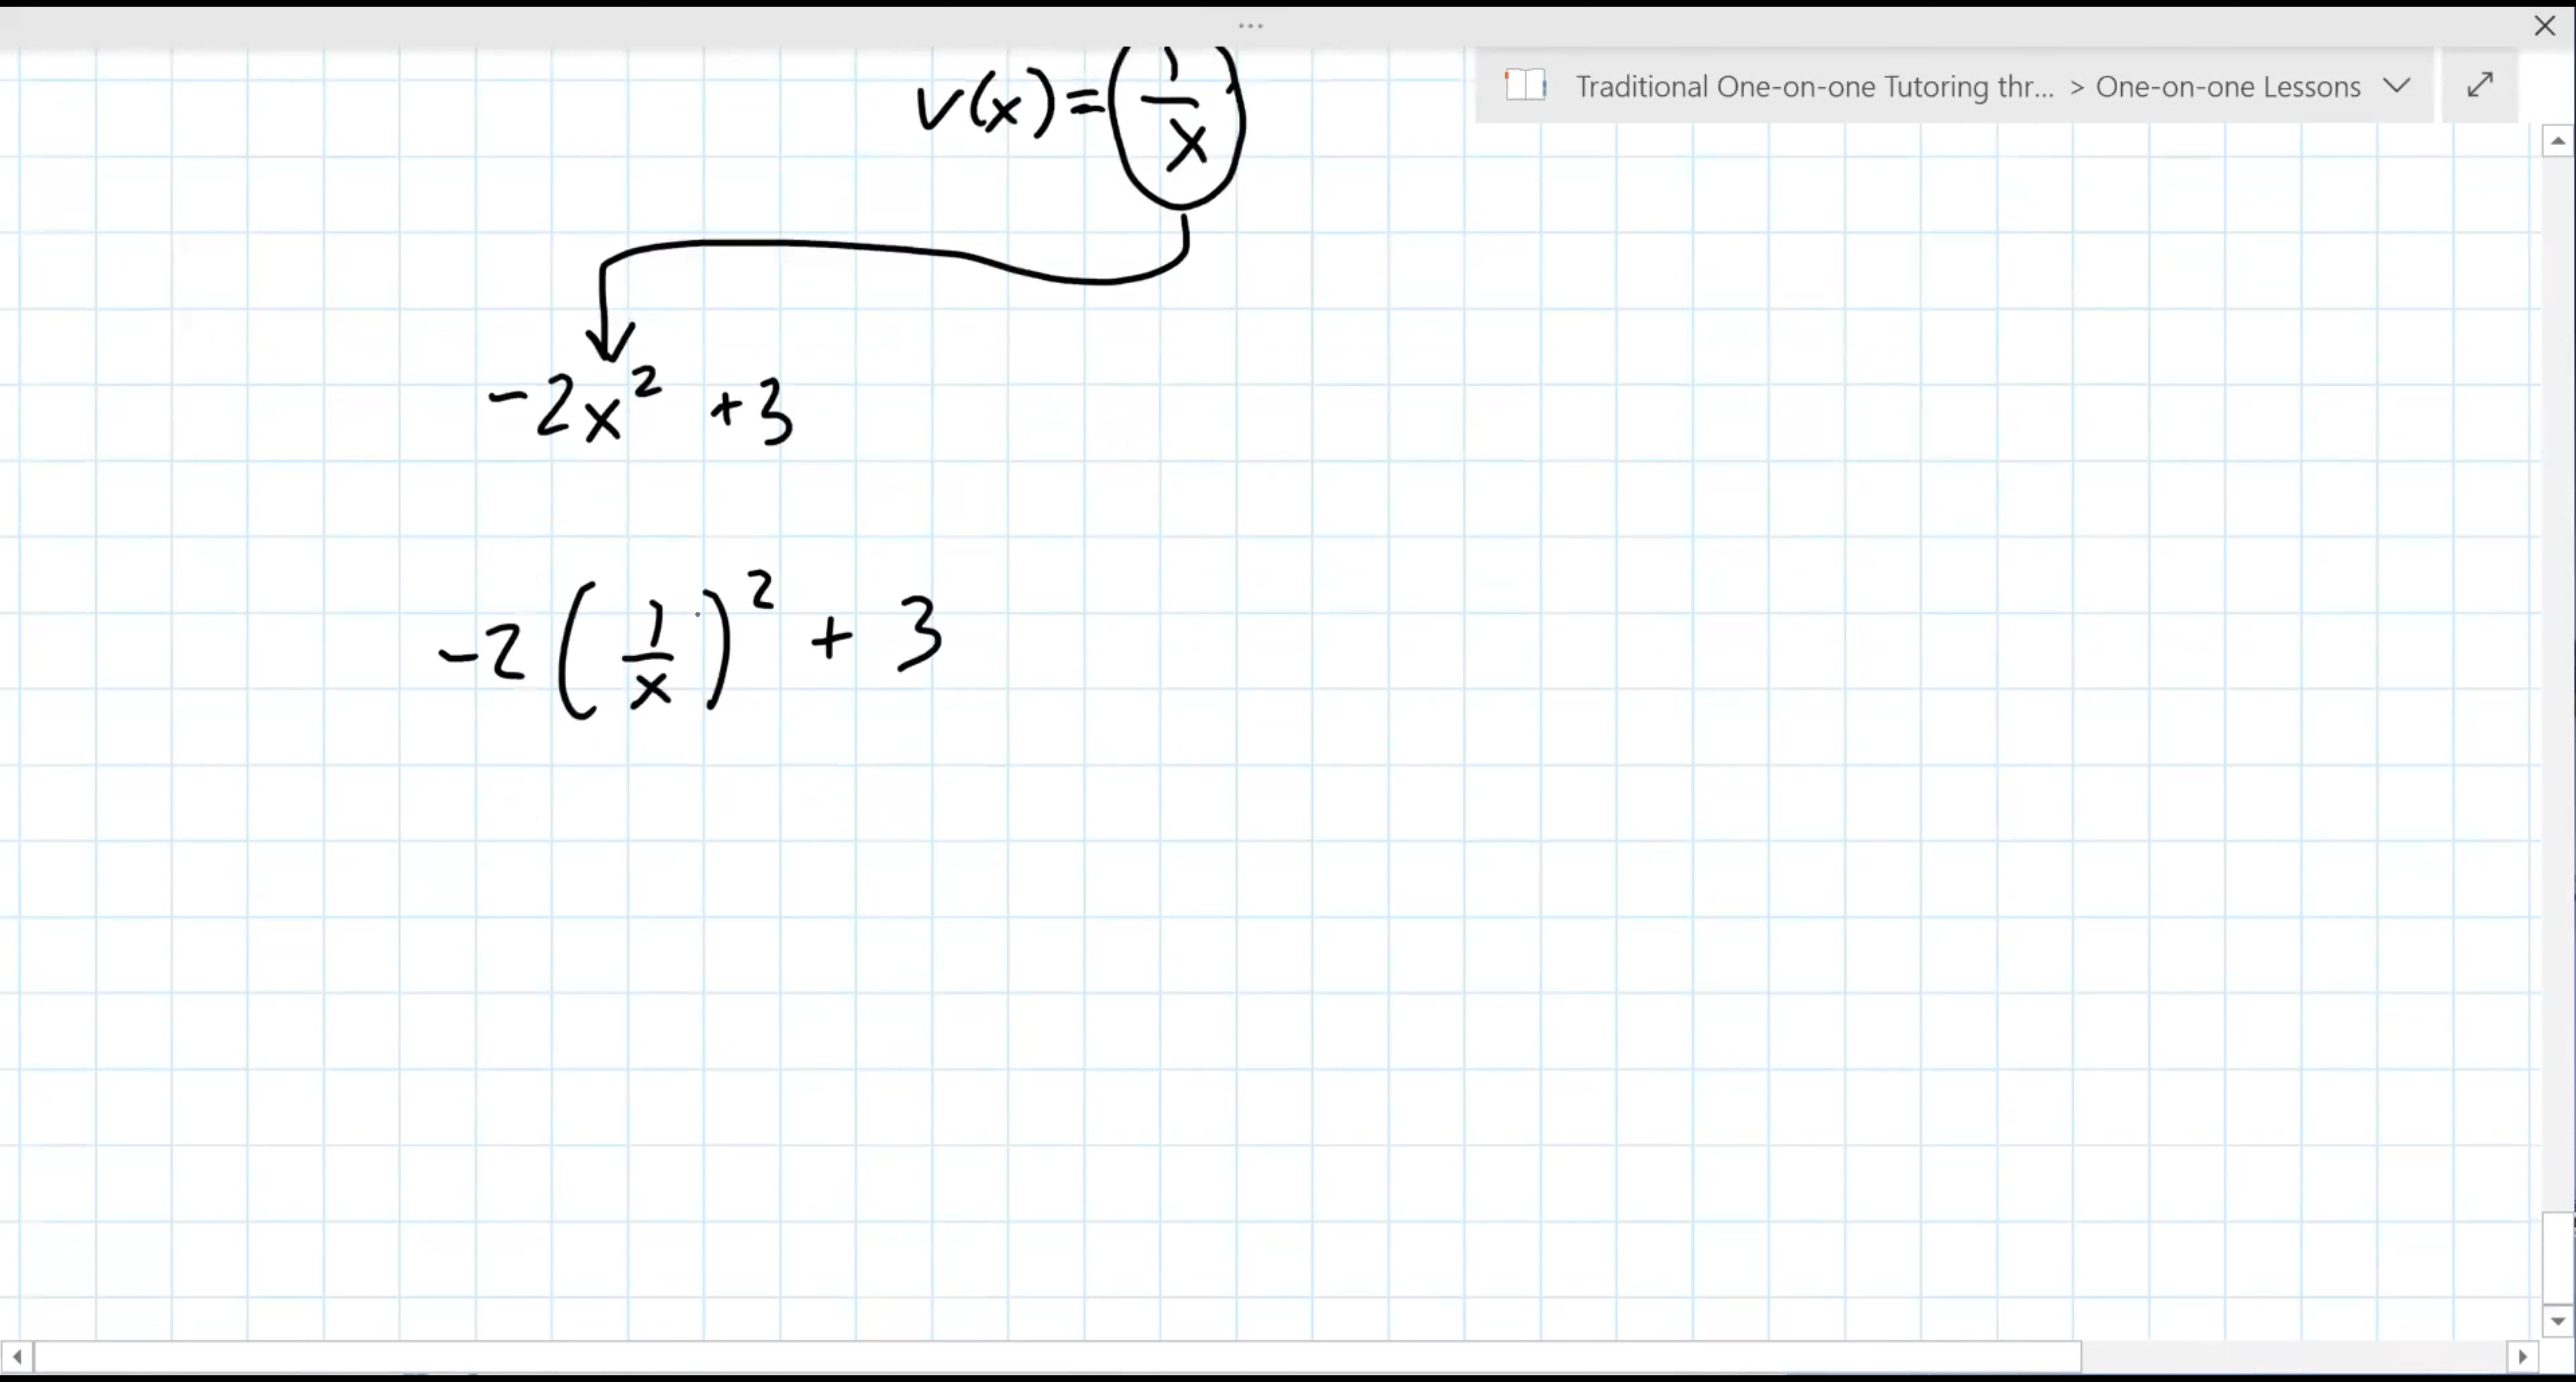 ...
Traditional One-on-one Tutoring thr... > One-on-one Lessons
v(x) = 1/x
-2x² + 3
-2(1/x)² + 3